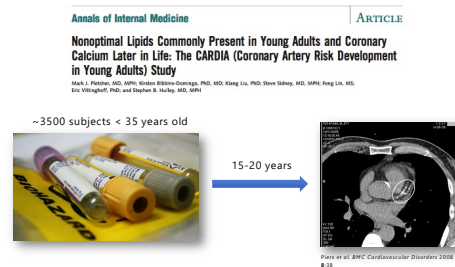 Annals of Internal Medicine
ARTICLE
Nonoptimal Lipids Commonly Present in Young Adults and Coronary
Calcium Later in Life: The CARDIA (Coronary Artery Risk Development
in Young Adults) Study
Mark J. Pletcher, MD, MPH; Kirsten Bibbins-Domingo, PhD, MD; Kiang Liu, PhD; Steve Sidney, MD, MPH; Feng Lin, MS;
Eric Vittinghoff, PhD; and Stephen B. Hulley, MD, MPH
~3500 subjects < 35 years old
15-20 years
BIOHAZARD
Piers et al. BMC Cardiovascular Disorders 2008
8:38